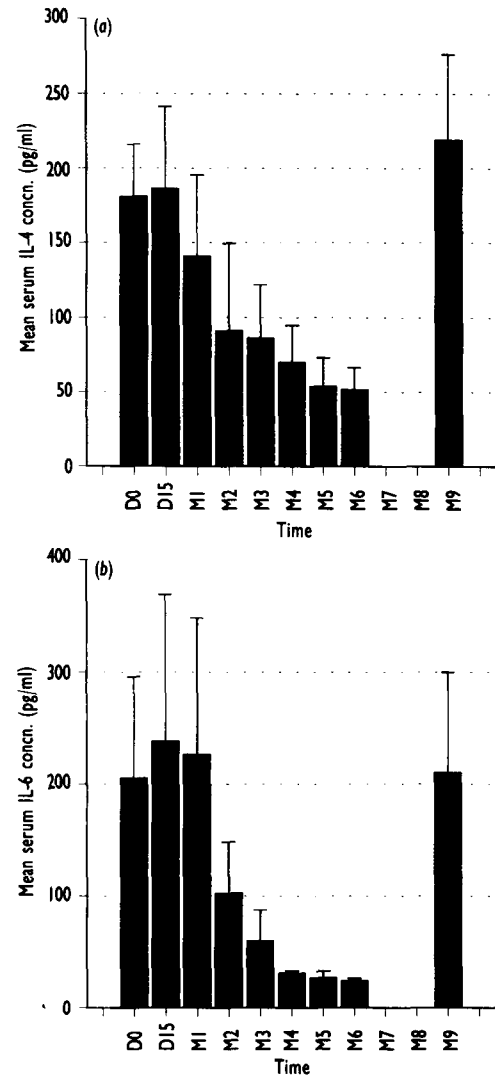 (a)
300
250
200
150
100
50
0
Mean serum IL-4 concn. (pg/ml)
D0 D15 M1 M2 M3 M4 M5 M6 M7 M8 M9
Time
(b)
400
300
200
100
0
Mean serum IL-6 concn. (pg/ml)
D0 D15 M1 M2 M3 M4 M5 M6 M7 M8 M9
Time